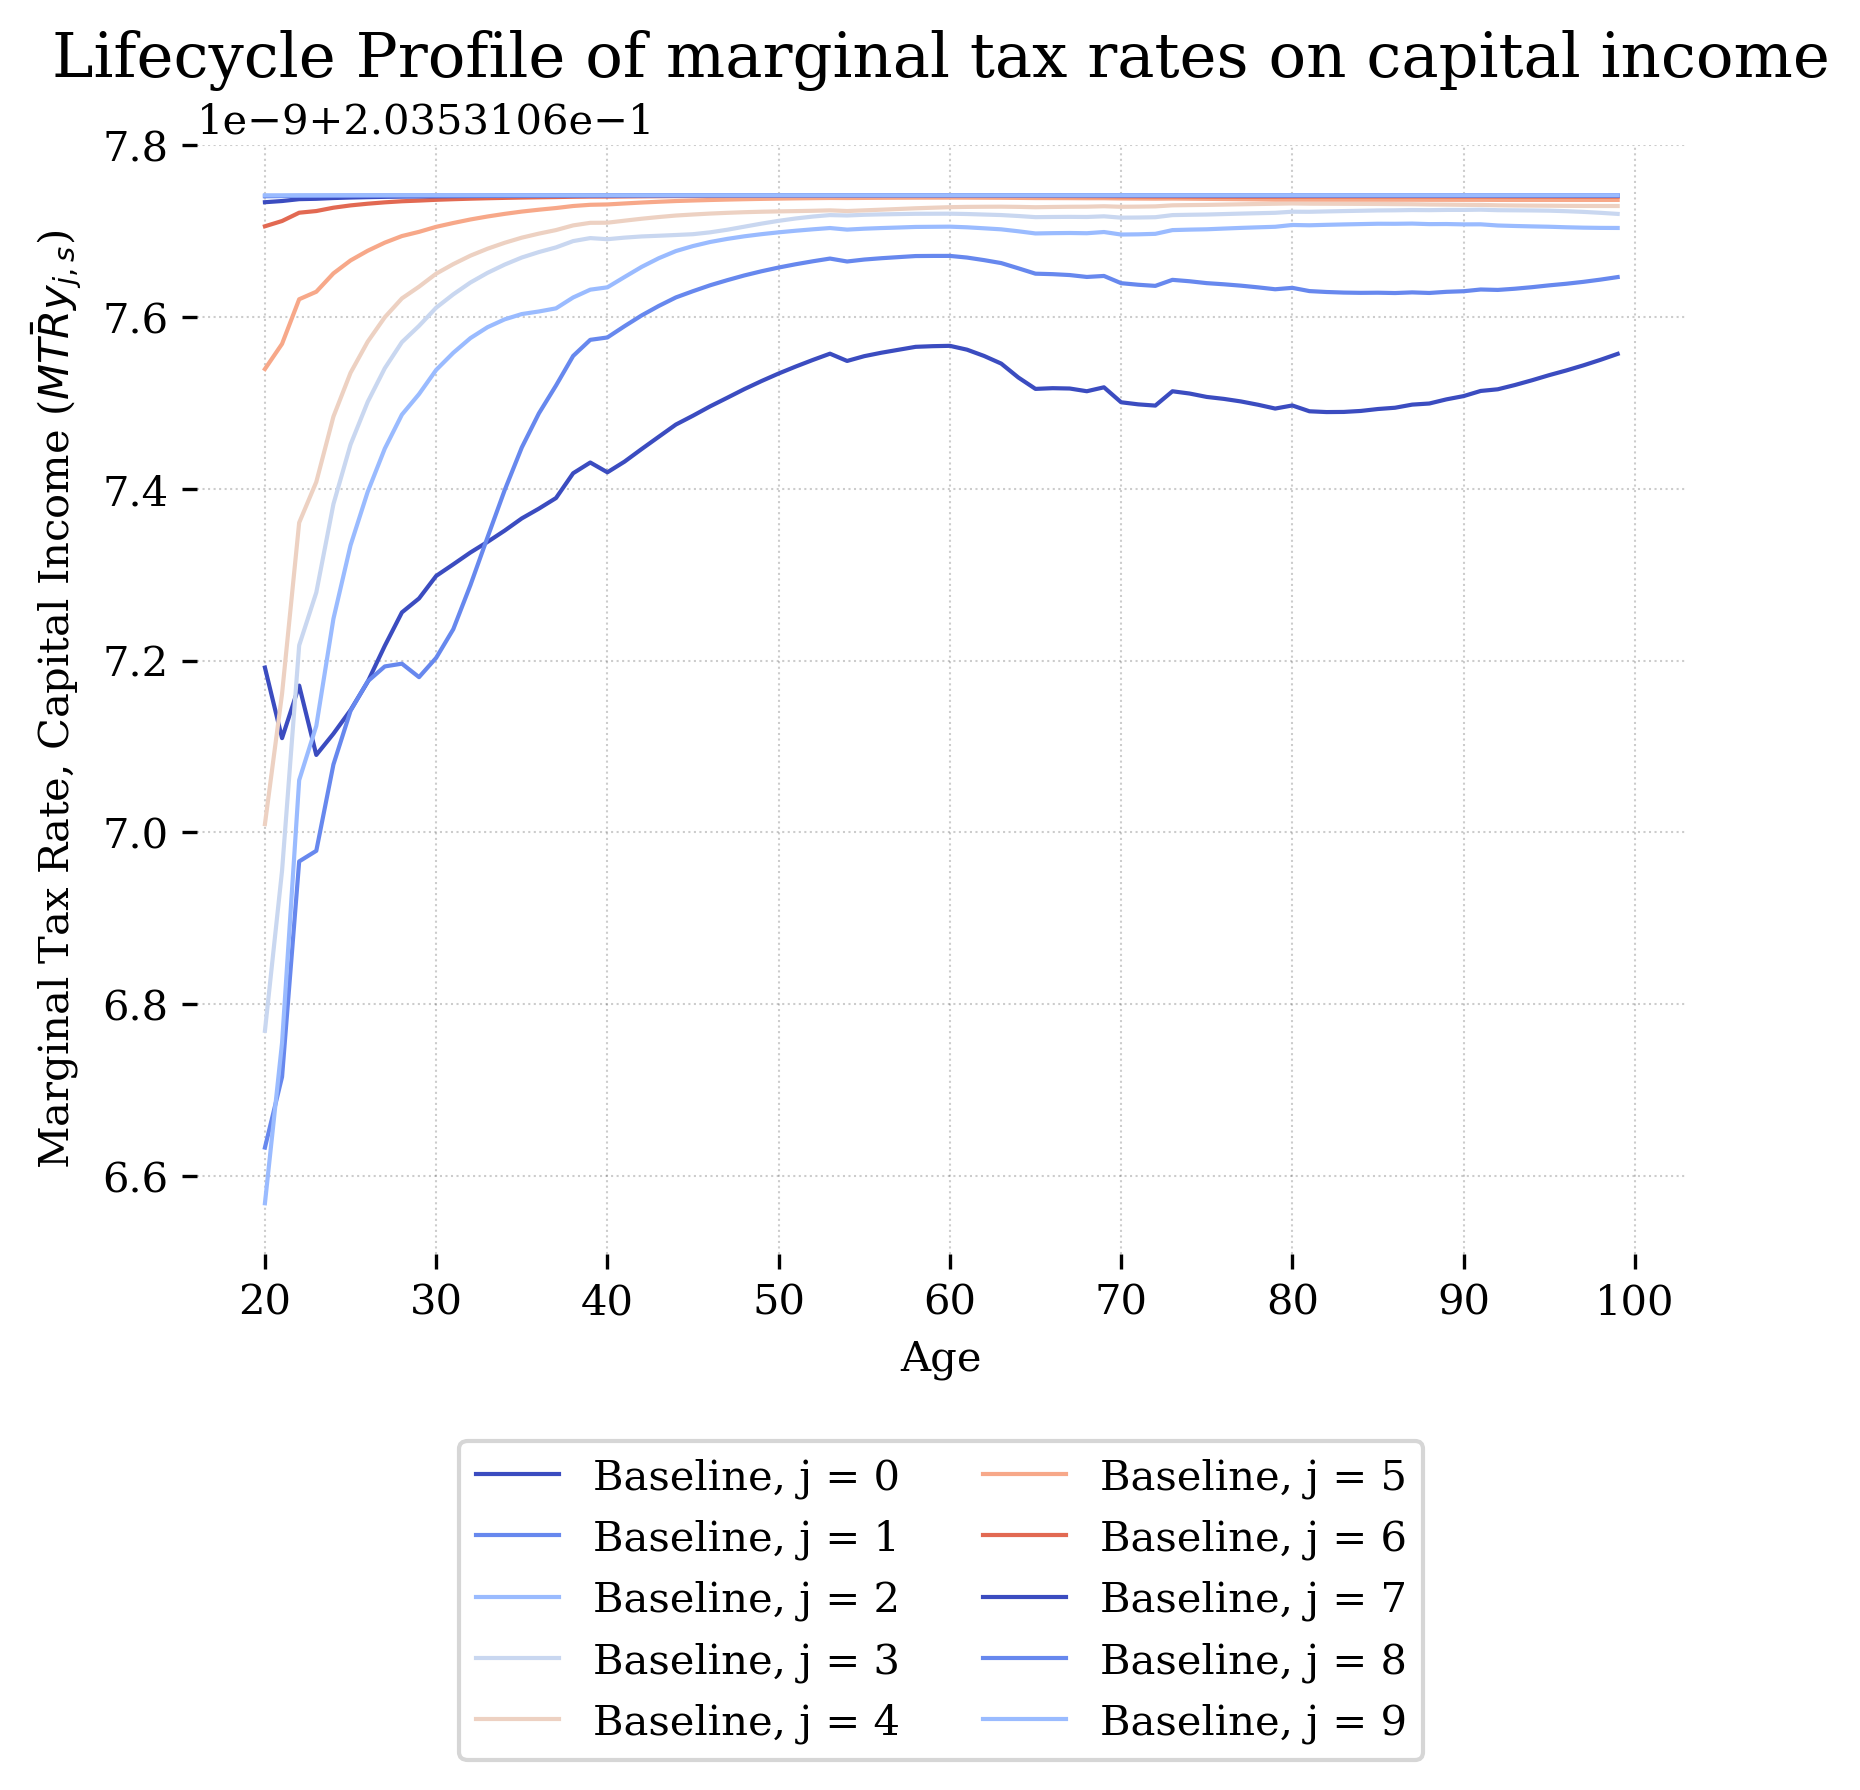 Lifecycle Profile of marginal tax rates on capital income
1e−9+2.0353106e−1
7.8
7.6
7.4
7.2
7.0
6.8
6.6
Marginal Tax Rate, Capital Income (MT̄Ry_{j,s})
20 30 40 50 60 70 80 90 100
Age
Baseline, j = 0
Baseline, j = 1
Baseline, j = 2
Baseline, j = 3
Baseline, j = 4
Baseline, j = 5
Baseline, j = 6
Baseline, j = 7
Baseline, j = 8
Baseline, j = 9